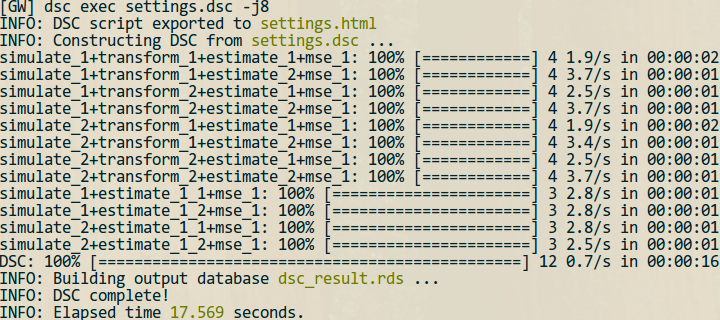 [GW] dsc exec settings.dsc -j8
INFO: DSC script exported to settings.html
INFO: Constructing DSC from settings.dsc ...
simulate_1+transform_1+estimate_1+mse_1: 100% [============] 4 1.9/s in 00:00:02
simulate_1+transform_1+estimate_2+mse_1: 100% [============] 4 3.7/s in 00:00:01
simulate_1+transform_2+estimate_1+mse_1: 100% [============] 4 2.5/s in 00:00:01
simulate_1+transform_2+estimate_2+mse_1: 100% [============] 4 3.7/s in 00:00:01
simulate_2+transform_1+estimate_1+mse_1: 100% [============] 4 1.9/s in 00:00:02
simulate_2+transform_1+estimate_2+mse_1: 100% [============] 4 3.4/s in 00:00:01
simulate_2+transform_2+estimate_1+mse_1: 100% [============] 4 2.5/s in 00:00:01
simulate_2+transform_2+estimate_2+mse_1: 100% [============] 4 3.7/s in 00:00:01
simulate_1+estimate_1_1+mse_1: 100% [======================] 3 2.8/s in 00:00:01
simulate_1+estimate_1_2+mse_1: 100% [======================] 3 2.8/s in 00:00:01
simulate_2+estimate_1_1+mse_1: 100% [======================] 3 2.8/s in 00:00:01
simulate_2+estimate_1_2+mse_1: 100% [======================] 3 2.5/s in 00:00:01
DSC: 100% [===============================================] 12 0.7/s in 00:00:16
INFO: Building output database dsc_result.rds ...
INFO: DSC complete!
INFO: Elapsed time 17.569 seconds.